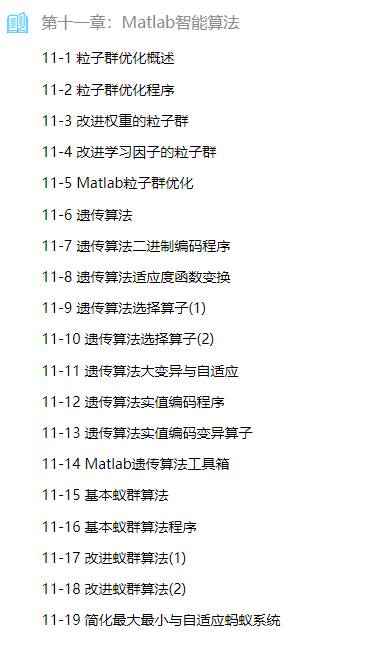 第十一章：Matlab智能算法
11-1 粒子群优化概述
11-2 粒子群优化程序
11-3 改进权重的粒子群
11-4 改进学习因子的粒子群
11-5 Matlab粒子群优化
11-6 遗传算法
11-7 遗传算法二进制编码程序
11-8 遗传算法适应度函数变换
11-9 遗传算法选择算子(1)
11-10 遗传算法选择算子(2)
11-11 遗传算法大变异与自适应
11-12 遗传算法实值编码程序
11-13 遗传算法实值编码变异算子
11-14 Matlab遗传算法工具箱
11-15 基本蚁群算法
11-16 基本蚁群算法程序
11-17 改进蚁群算法(1)
11-18 改进蚁群算法(2)
11-19 简化最大最小与自适应蚂蚁系统